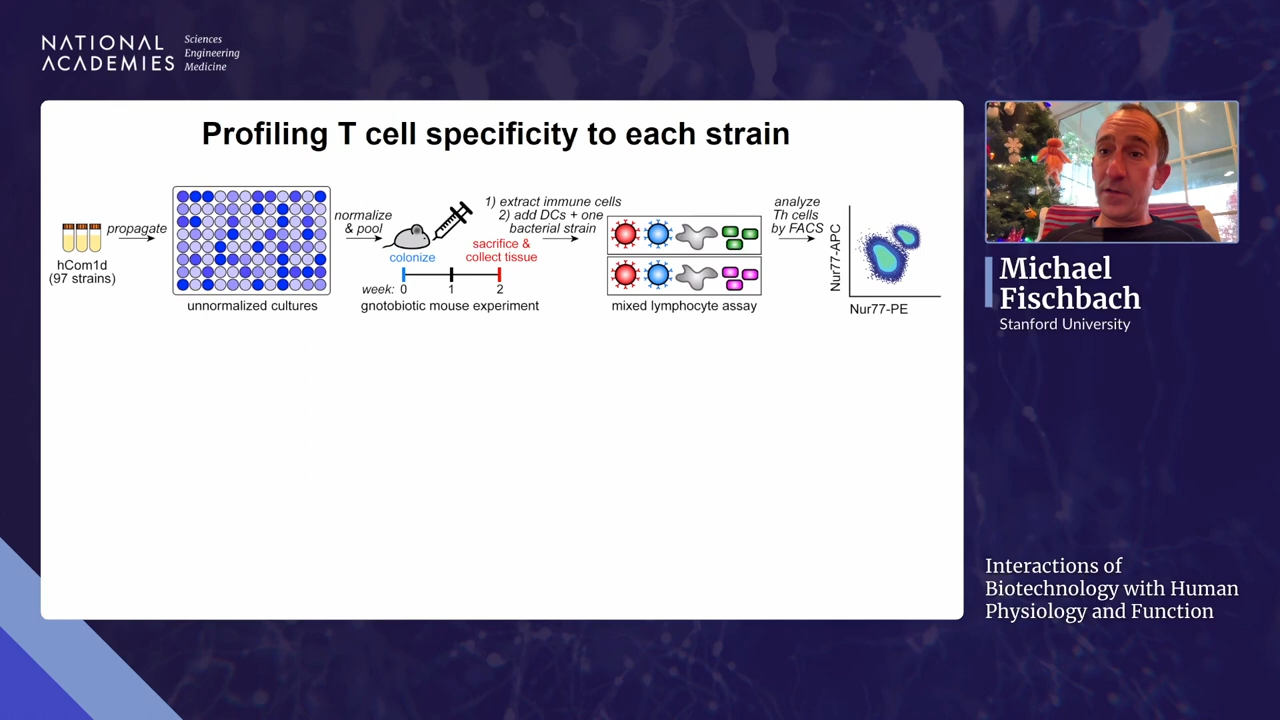 NATIONAL
ACADEMIES
Sciences
Engineering
Medicine
Profiling T cell specificity to each strain
hCom1d
(97 strains)
propagate
unnormalized cultures
normalize
& pool
colonize
week: 0 1 2
gnotobiotic mouse experiment
1) extract immune cells
2) add DCs + one
bacterial strain
sacrifice &
collect tissue
mixed lymphocyte assay
analyze
Th cells
by FACS
Nur77-APC
Nur77-PE
Michael
Fischbach
Stanford University
Interactions of
Biotechnology with Human
Physiology and Function